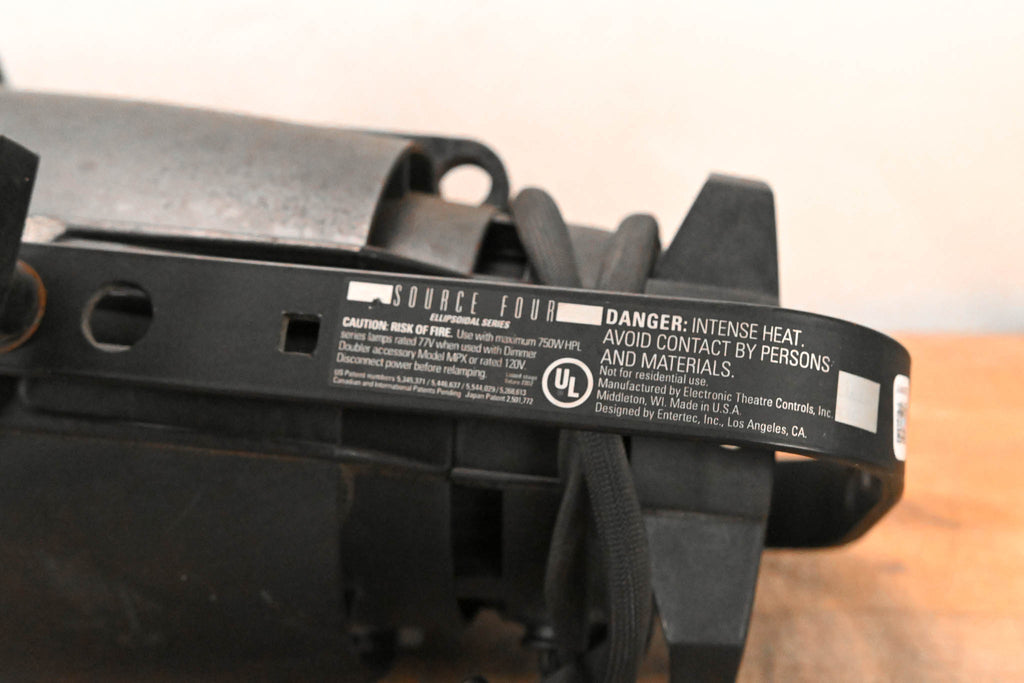 SOURCE FOUR
ELLIPSOIDAL SERIES
CAUTION: RISK OF FIRE. Use with maximum 750W HPL
series lamps rated 77V when used with Dimmer
Doubler accessory Model MPX or rated 120V.
Disconnect power before relamping.
US Patent numbers 5,345,371 / 5,446,637 / 5,544,029 / 5,268,613
Canadian and International Patents Pending Japan Patent 2,501,772
UL
DANGER: INTENSE HEAT.
AVOID CONTACT BY PERSONS
AND MATERIALS.
Not for residential use.
Manufactured by Electronic Theatre Controls, Inc.
Middleton, WI. Made in U.S.A.
Designed by Entertec, Inc., Los Angeles, CA.